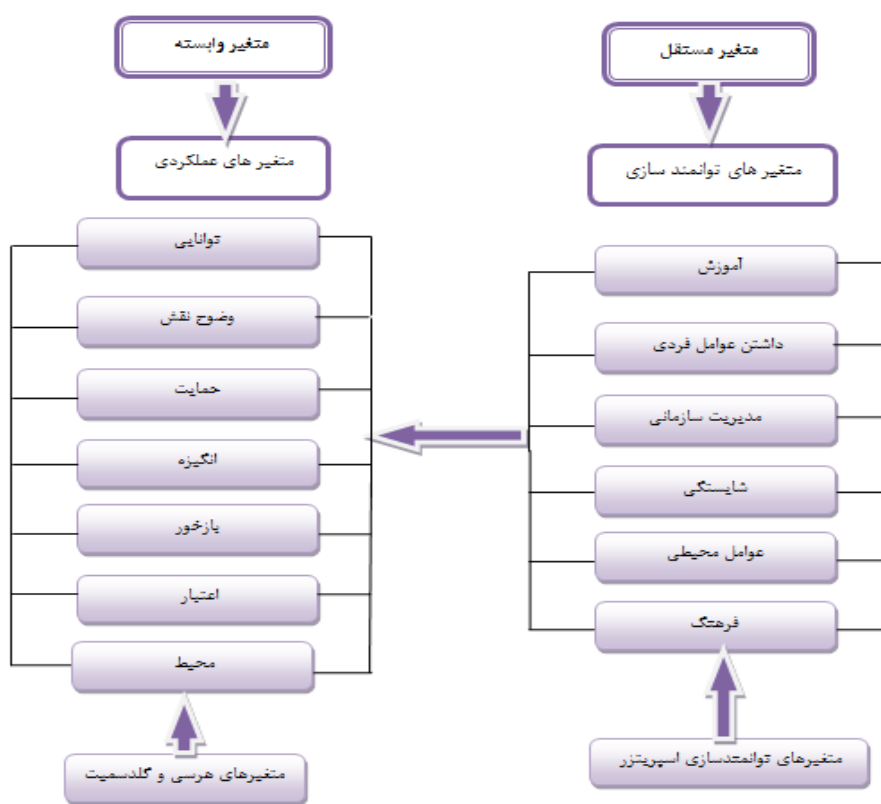 متغیر مستقل
متغیر های توانمند سازی
آموزش
داشتن عوامل فردی
مدیریت سازمانی
شایستگی
عوامل محیطی
فرهنگ
متغیرهای توانمندسازی اسپریتزر
متغیر وابسته
متغیر های عملکردی
توانایی
وضوح نقش
حمایت
انگیزه
بازخور
اعتبار
محیط
متغیرهای هرسی و گلدسمیت